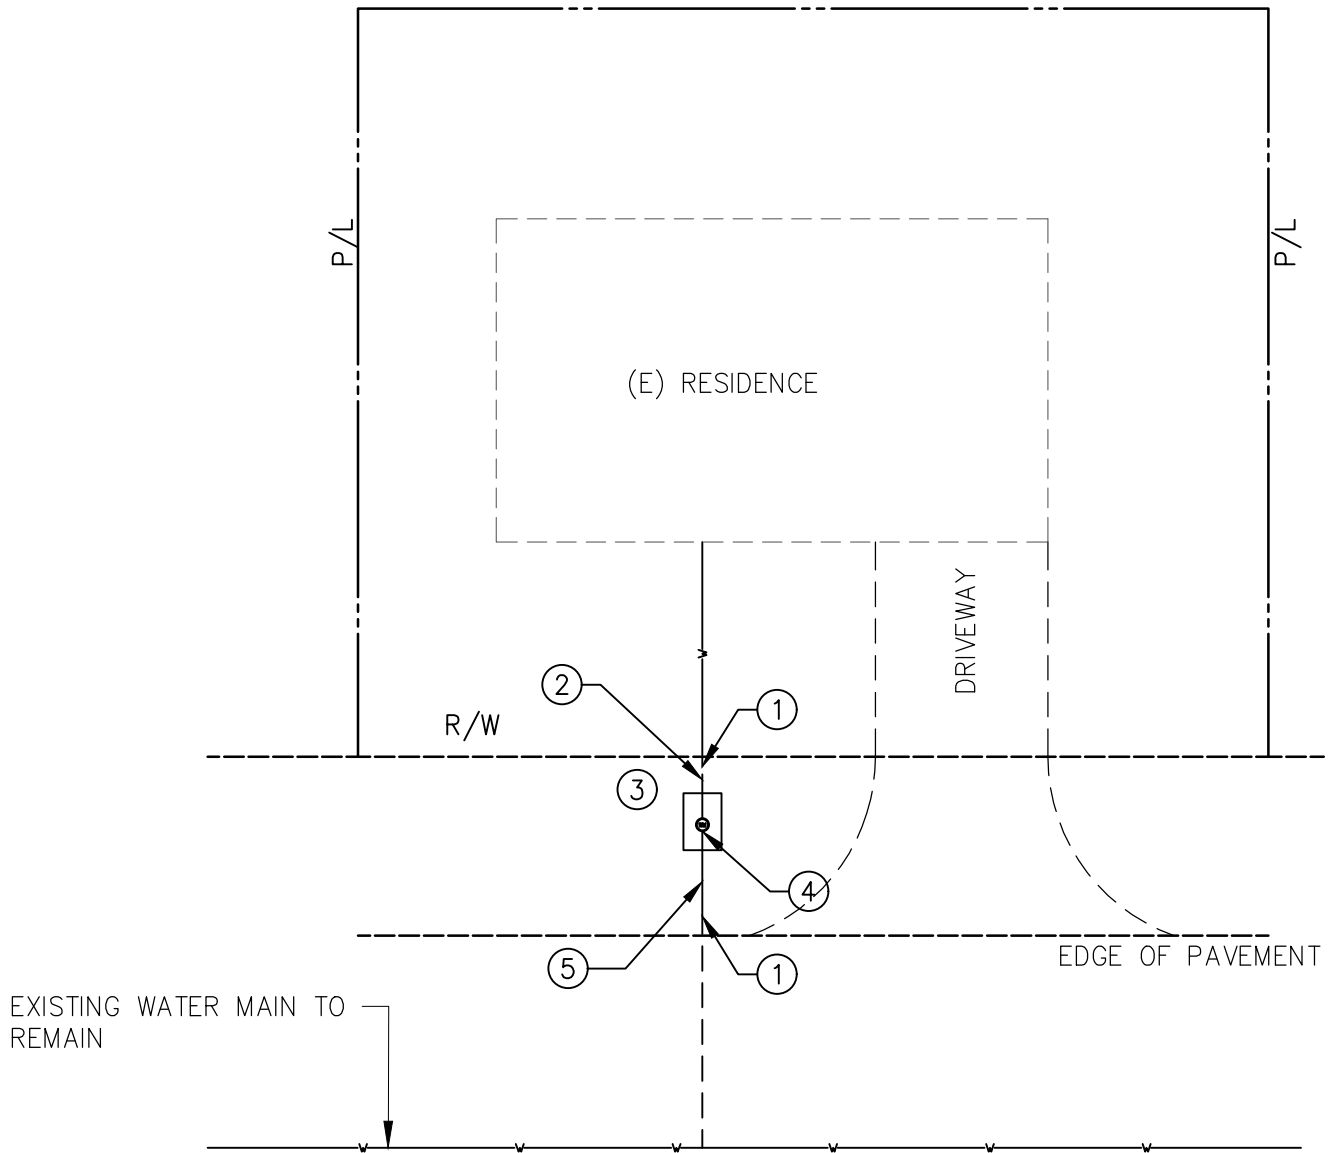 P/L
P/L
(E) RESIDENCE
DRIVEWAY
W
2
1
R/W
3
4
5
1
EDGE OF PAVEMENT
EXISTING WATER MAIN TO
REMAIN
W W W W W W